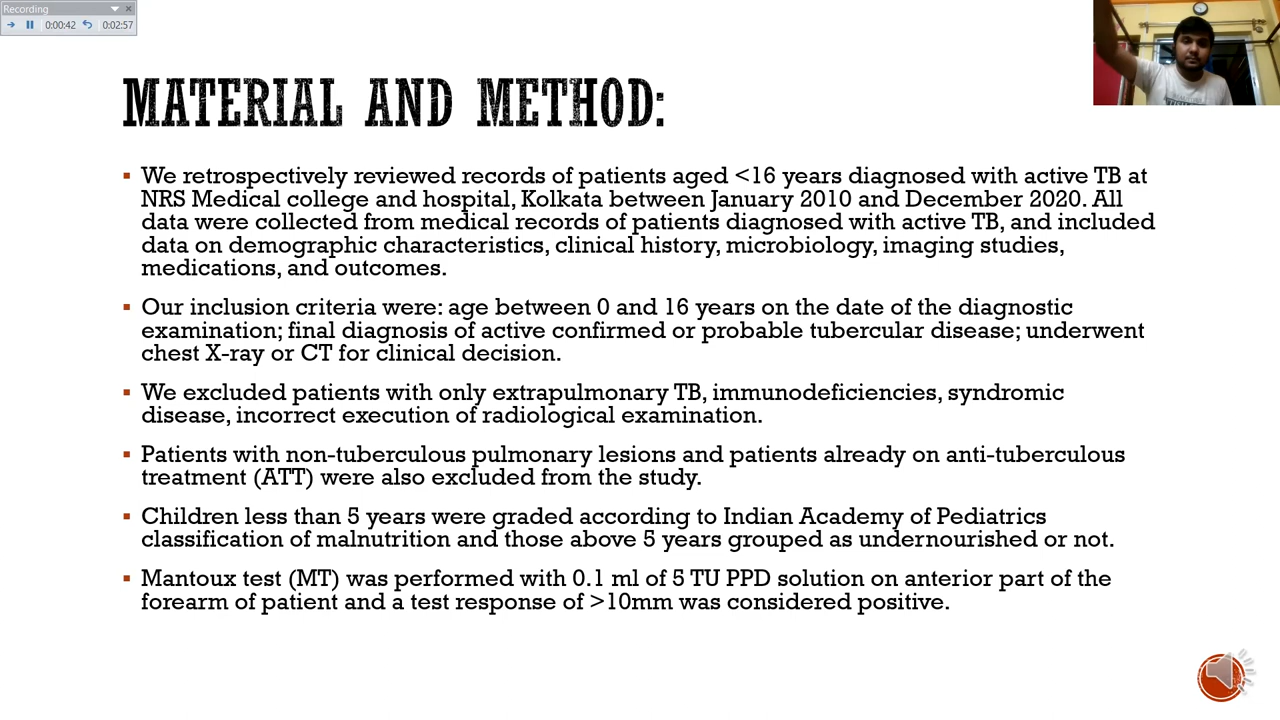 Recording
0:00:42
0:02:57
MATERIAL AND METHOD:
We retrospectively reviewed records of patients aged <16 years diagnosed with active TB at
NRS Medical college and hospital, Kolkata between January 2010 and December 2020. All
data were collected from medical records of patients diagnosed with active TB, and included
data on demographic characteristics, clinical history, microbiology, imaging studies,
medications, and outcomes.
Our inclusion criteria were: age between 0 and 16 years on the date of the diagnostic
examination; final diagnosis of active confirmed or probable tubercular disease; underwent
chest X-ray or CT for clinical decision.
We excluded patients with only extrapulmonary TB, immunodeficiencies, syndromic
disease, incorrect execution of radiological examination.
Patients with non-tuberculous pulmonary lesions and patients already on anti-tuberculous
treatment (ATT) were also excluded from the study.
Children less than 5 years were graded according to Indian Academy of Pediatrics
classification of malnutrition and those above 5 years grouped as undernourished or not.
Mantoux test (MT) was performed with 0.1 ml of 5 TU PPD solution on anterior part of the
forearm of patient and a test response of >10mm was considered positive.